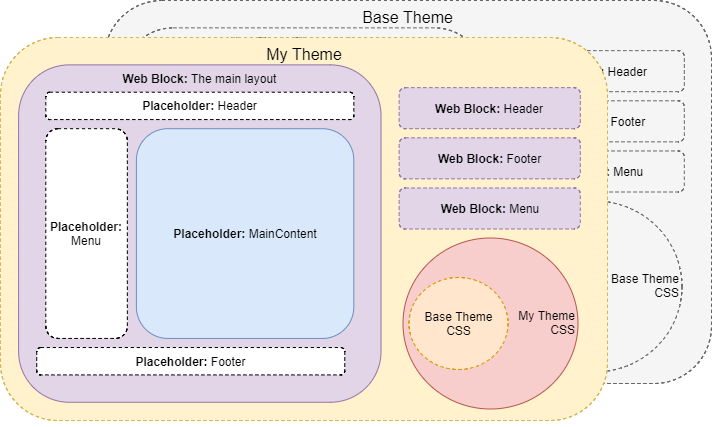 Base Theme
My Theme
Web Block: The main layout
Placeholder: Header
Placeholder:
Menu
Placeholder: MainContent
Placeholder: Footer
Web Block: Header
Web Block: Footer
Web Block: Menu
Base Theme
CSS
My Theme
CSS
: Header
Footer
: Menu
Base Theme
CSS